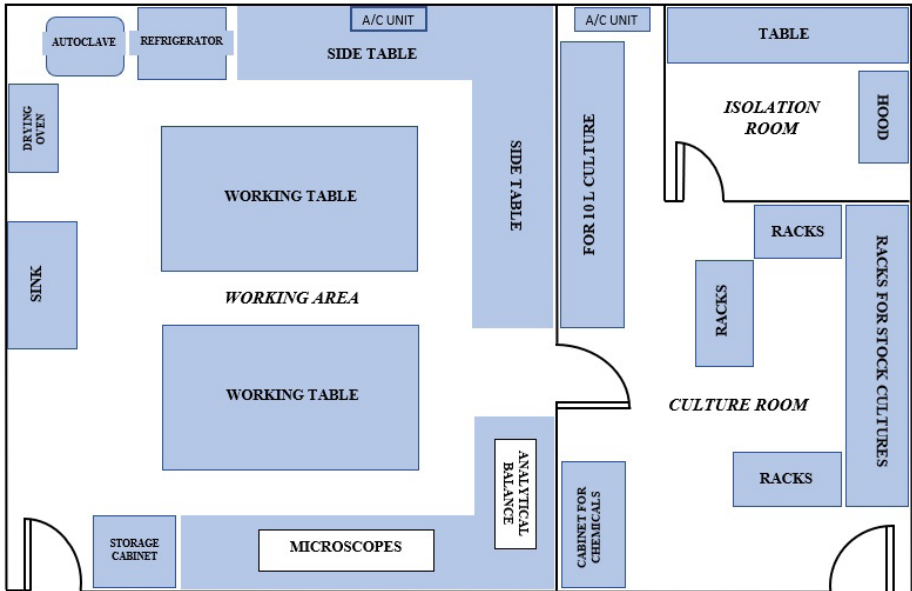 A/C UNIT
A/C UNIT
AUTOCLAVE
REFRIGERATOR
SIDE TABLE
TABLE
DRYING
OVEN
ISOLATION
ROOM
HOOD
WORKING TABLE
SIDE TABLE
FOR 10 L CULTURE
RACKS
SINK
WORKING AREA
RACKS
RACKS FOR STOCK CULTURES
WORKING TABLE
CULTURE ROOM
ANALYTICAL
BALANCE
RACKS
CABINET FOR
CHEMICALS
STORAGE
CABINET
MICROSCOPES